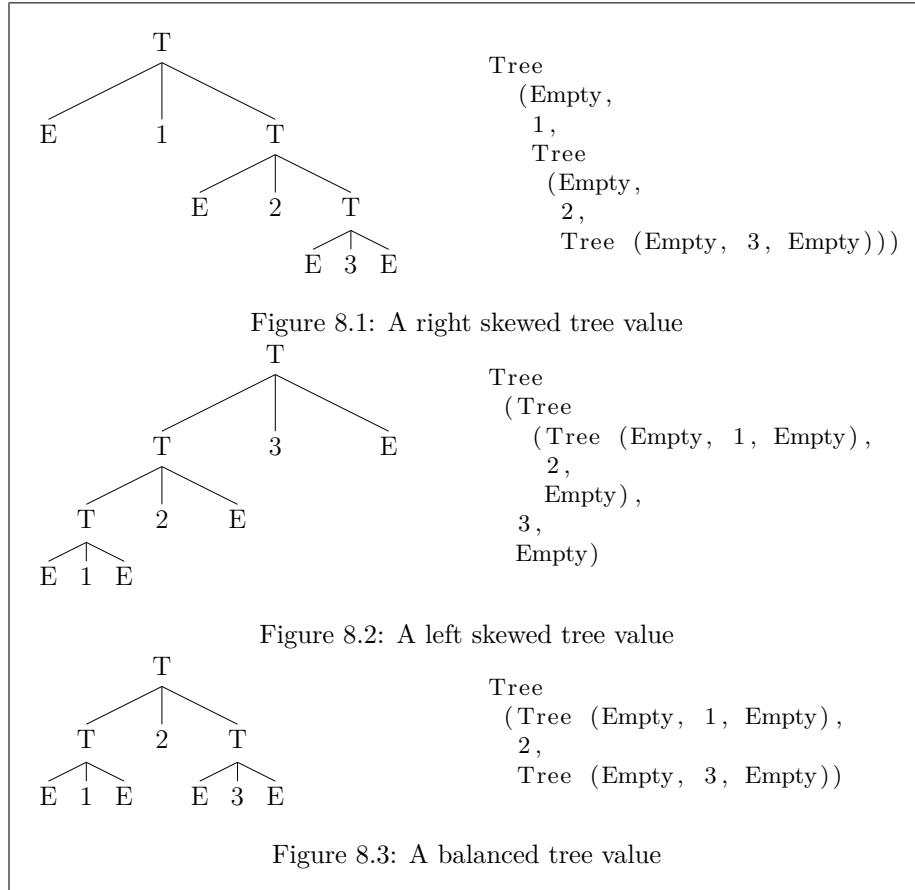 T
E 1 T
E 2 T
E 3 E
Tree
(Empty,
1,
Tree
(Empty,
2,
Tree (Empty, 3, Empty)))
Figure 8.1: A right skewed tree value
T
T 3 E
T 2 E
E 1 E
Tree
(Tree
(Tree (Empty, 1, Empty),
2,
Empty),
3,
Empty)
Figure 8.2: A left skewed tree value
T
T 2 T
E 1 E E 3 E
Tree
(Tree (Empty, 1, Empty),
2,
Tree (Empty, 3, Empty))
Figure 8.3: A balanced tree value